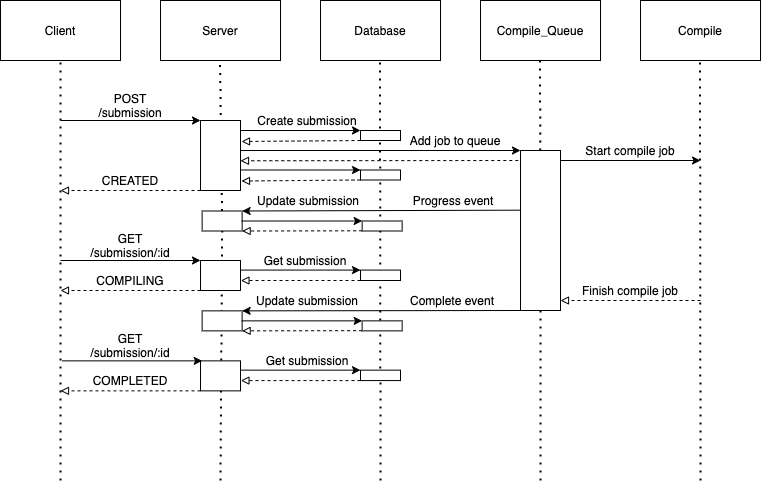 Client
Server
Database
Compile_Queue
Compile
POST
/submission
Create submission
Add job to queue
Start compile job
CREATED
Update submission
Progress event
GET
/submission/:id
Get submission
COMPILING
Finish compile job
Update submission
Complete event
GET
/submission/:id
Get submission
COMPLETED